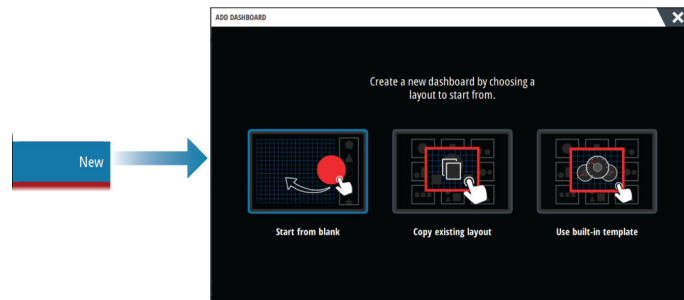 ADD DASHBOARD
Create a new dashboard by choosing a
layout to start from.
New
Start from blank
Copy existing layout
Use built-in template